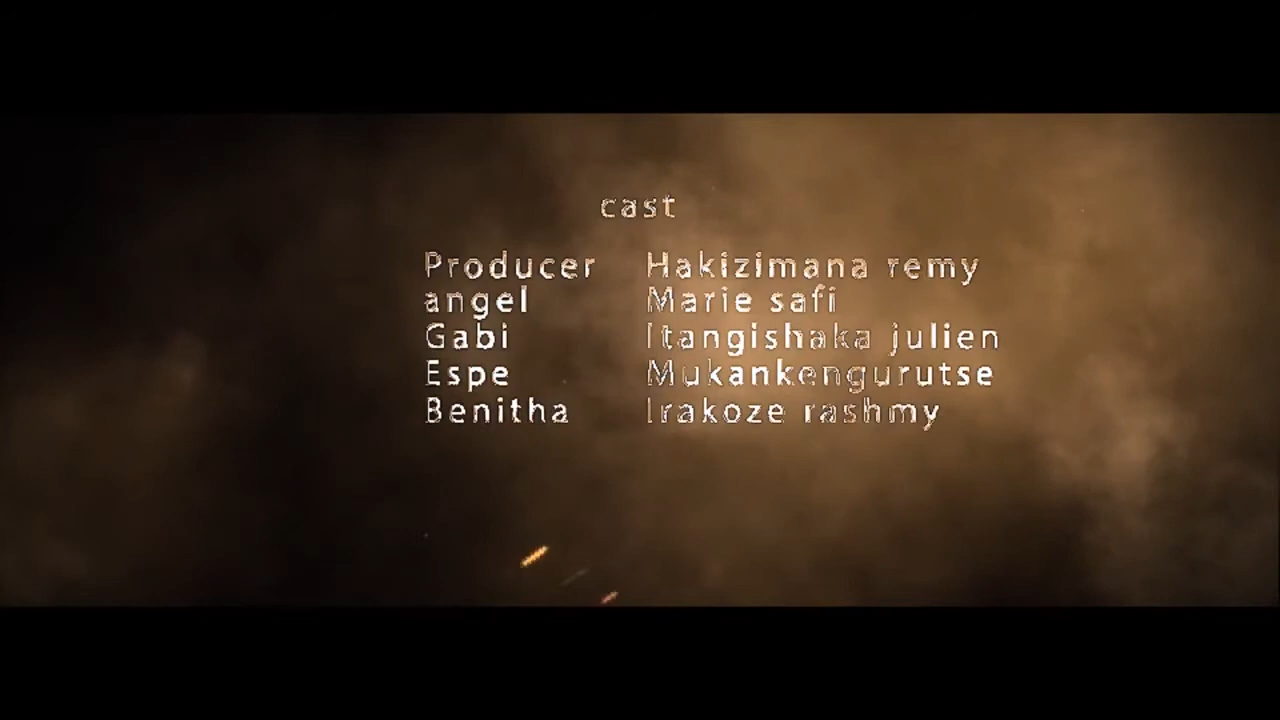 cast
Producer Hakizimana remy
angel Marie safi
Gabi Itangishaka julien
Espe Mukankengurutse
Benitha Irakoze rashmy